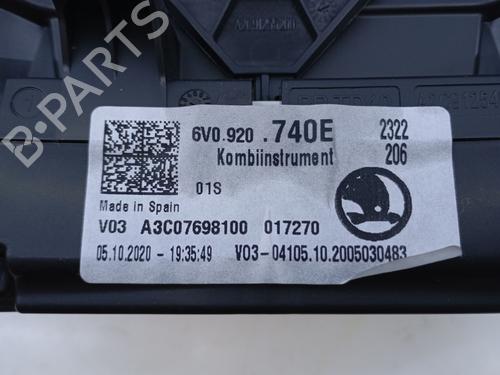 6V0.920 .740E 2322
Kombiinstrument 206
01S
Made in Spain
V03 A3C07698100 017270
05.10.2020 - 19:35:49 V03-04105.10.2005030483
B-PARTS